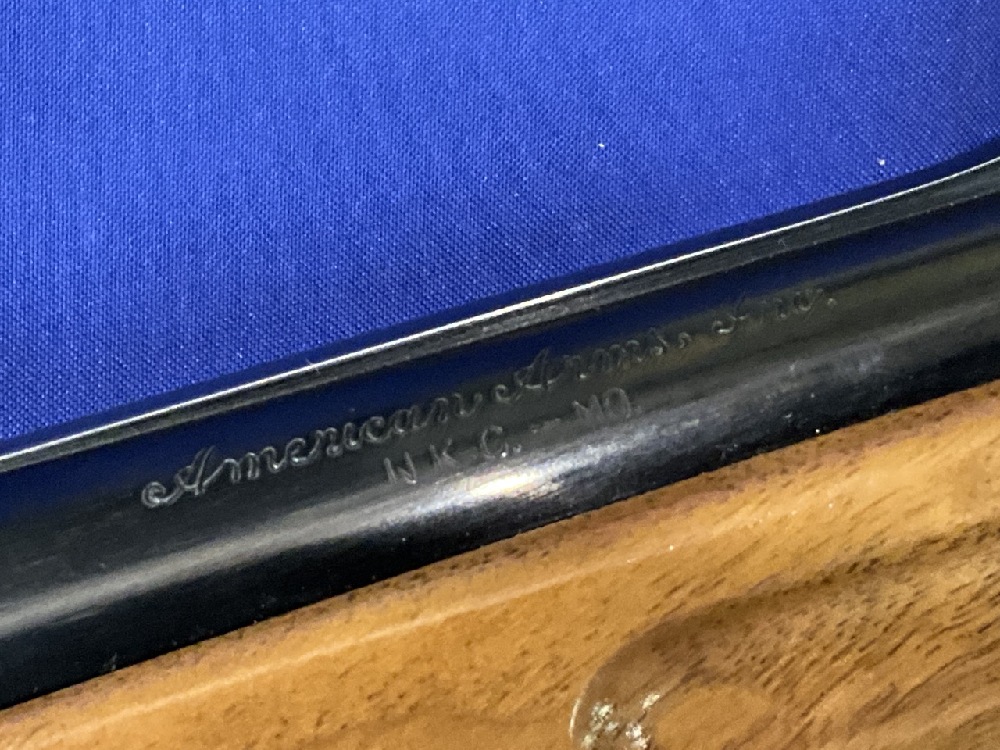 American Arms, Inc.
N.K.C. - MO.